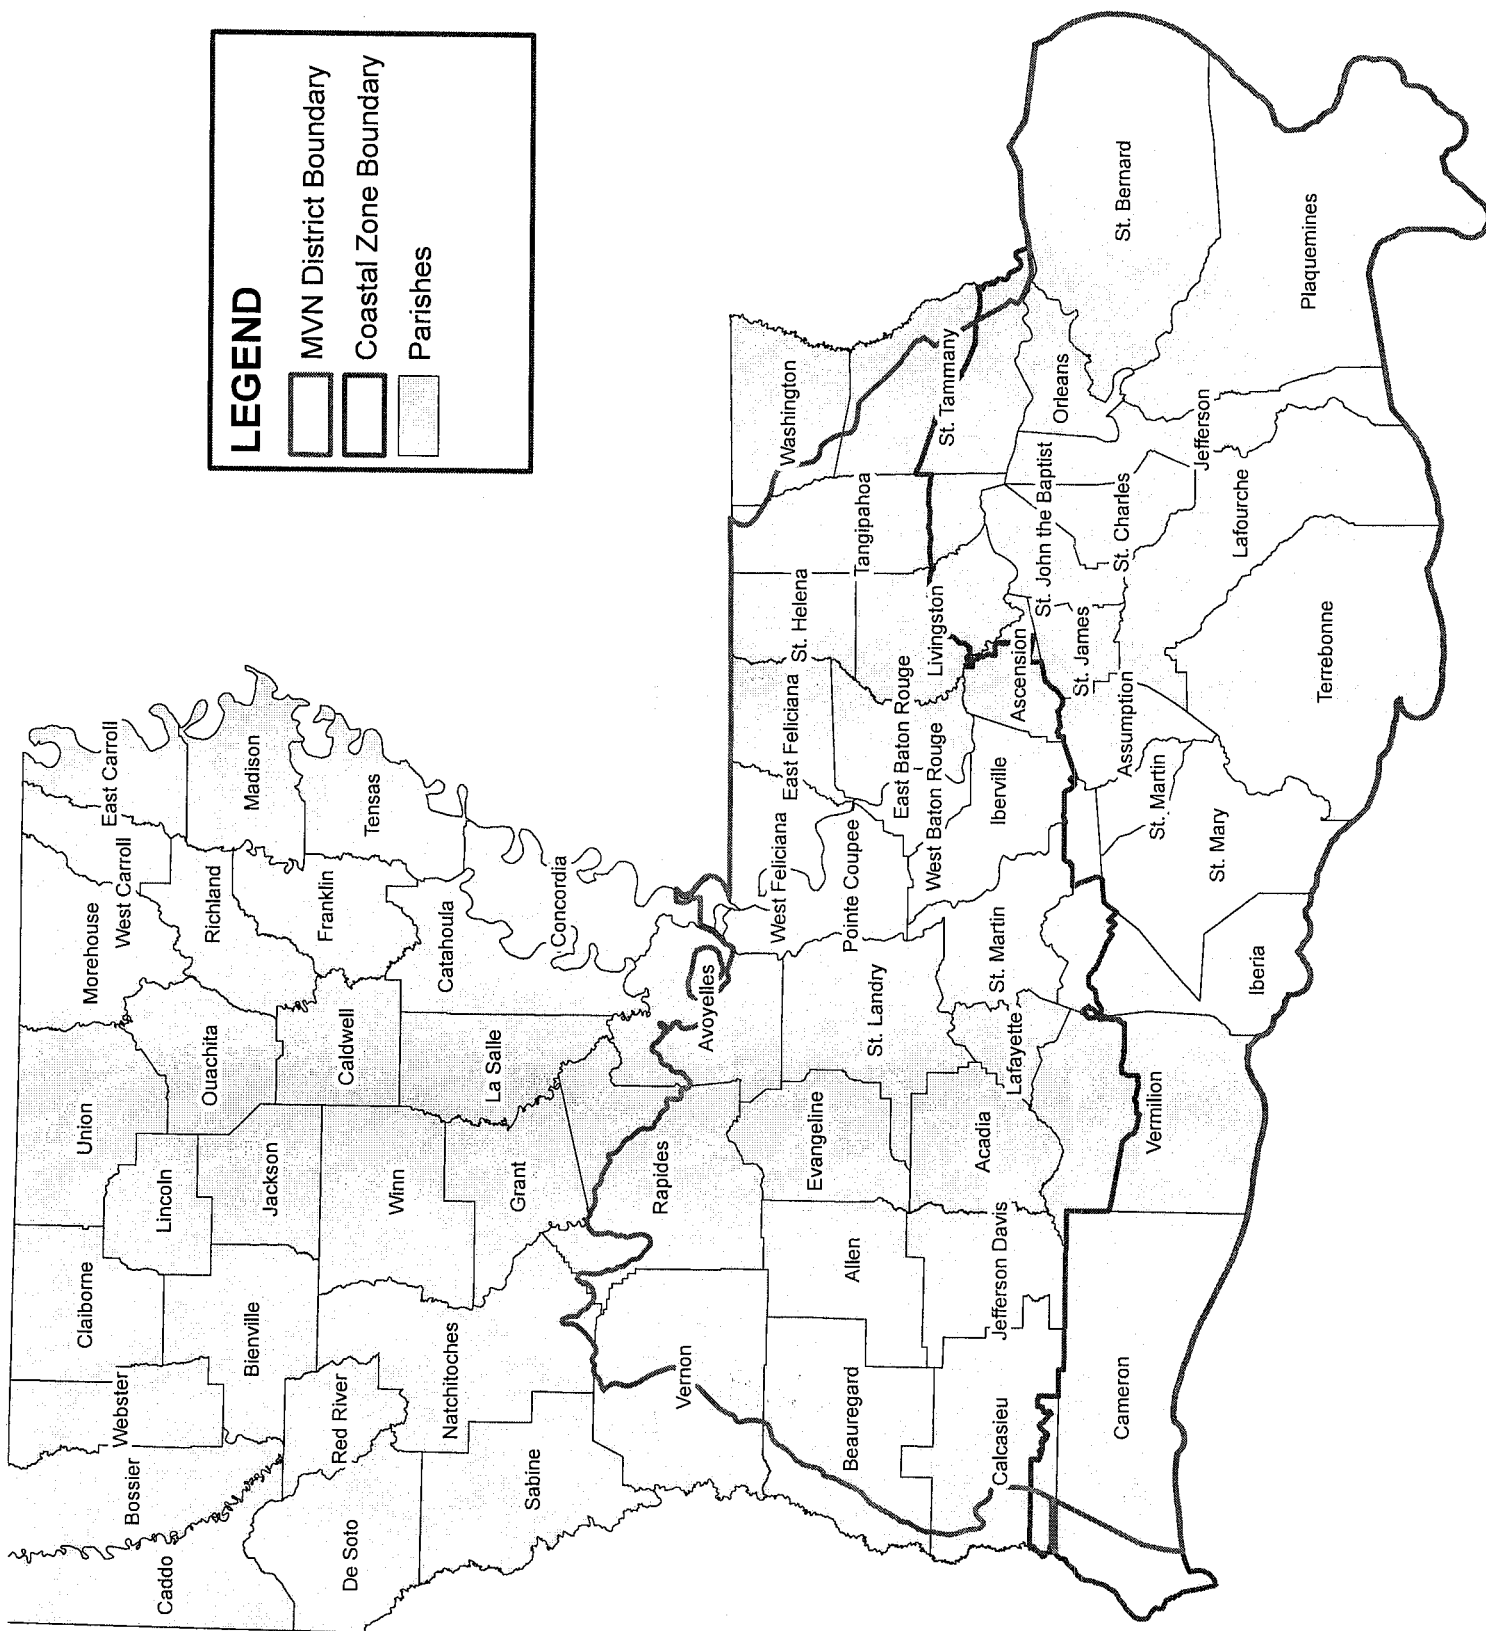 LEGEND
MVN District Boundary
Coastal Zone Boundary
Parishes
Caddo
Bossier
Webster
Claiborne
Union
Morehouse
West Carroll
East Carroll
Lincoln
Ouachita
Richland
Madison
De Soto
Red River
Bienville
Jackson
Caldwell
Franklin
Tensas
Sabine
Natchitoches
Winn
Grant
La Salle
Catahoula
Concordia
Vernon
Rapides
Avoyelles
Beauregard
Allen
Evangeline
St. Landry
Pointe Coupee
West Feliciana
East Feliciana
St. Helena
Tangipahoa
Washington
Calcasieu
Jefferson Davis
Acadia
Lafayette
St. Martin
Iberville
West Baton Rouge
East Baton Rouge
Livingston
St. Tammany
Ascension
St. John the Baptist
Orleans
St. Bernard
Cameron
Vermilion
Iberia
St. Mary
St. Martin
Assumption
St. James
St. Charles
Jefferson
Lafourche
Terrebonne
Plaquemines